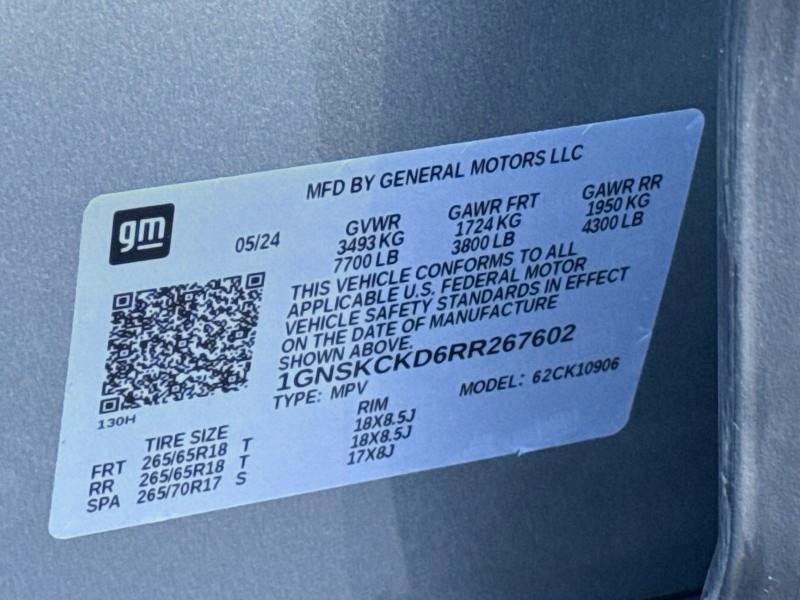 MFD BY GENERAL MOTORS LLC
gm
05/24
GVWR
3493 KG
7700 LB
GAWR FRT
1724 KG
3800 LB
GAWR RR
1950 KG
4300 LB
THIS VEHICLE CONFORMS TO ALL
APPLICABLE U.S. FEDERAL MOTOR
VEHICLE SAFETY STANDARDS IN EFFECT
ON THE DATE OF MANUFACTURE
SHOWN ABOVE.
1GNSKCKD6RR267602
TYPE: MPV
MODEL: 62CK10906
130H
TIRE SIZE
RIM
FRT 265/65R18 T 18X8.5J
RR 265/65R18 T 18X8.5J
SPA 265/70R17 S 17X8J